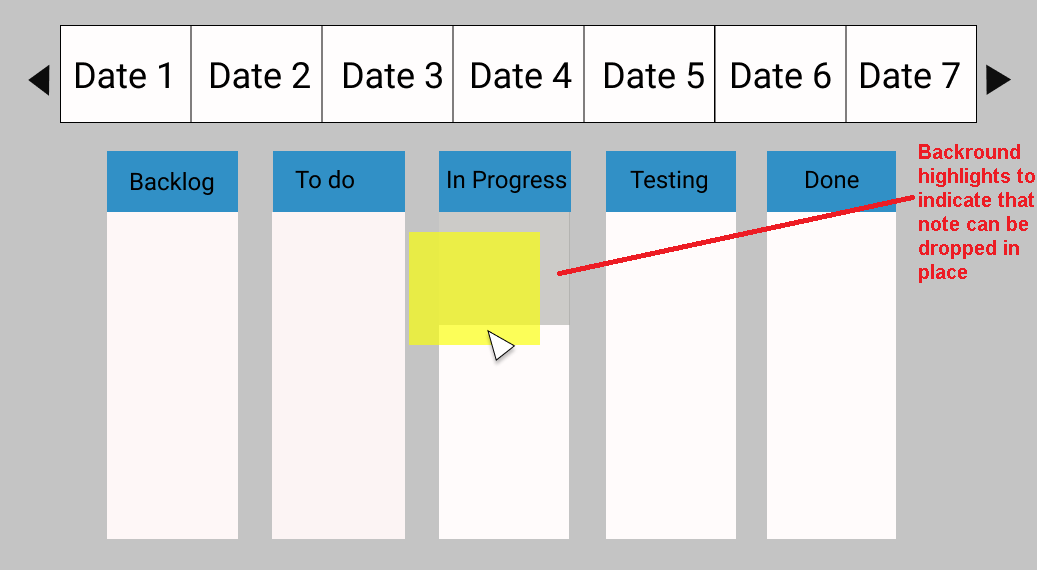 Date 1 Date 2 Date 3 Date 4 Date 5 Date 6 Date 7
Backlog To do In Progress Testing Done
Backround
highlights to
indicate that
note can be
dropped in
place